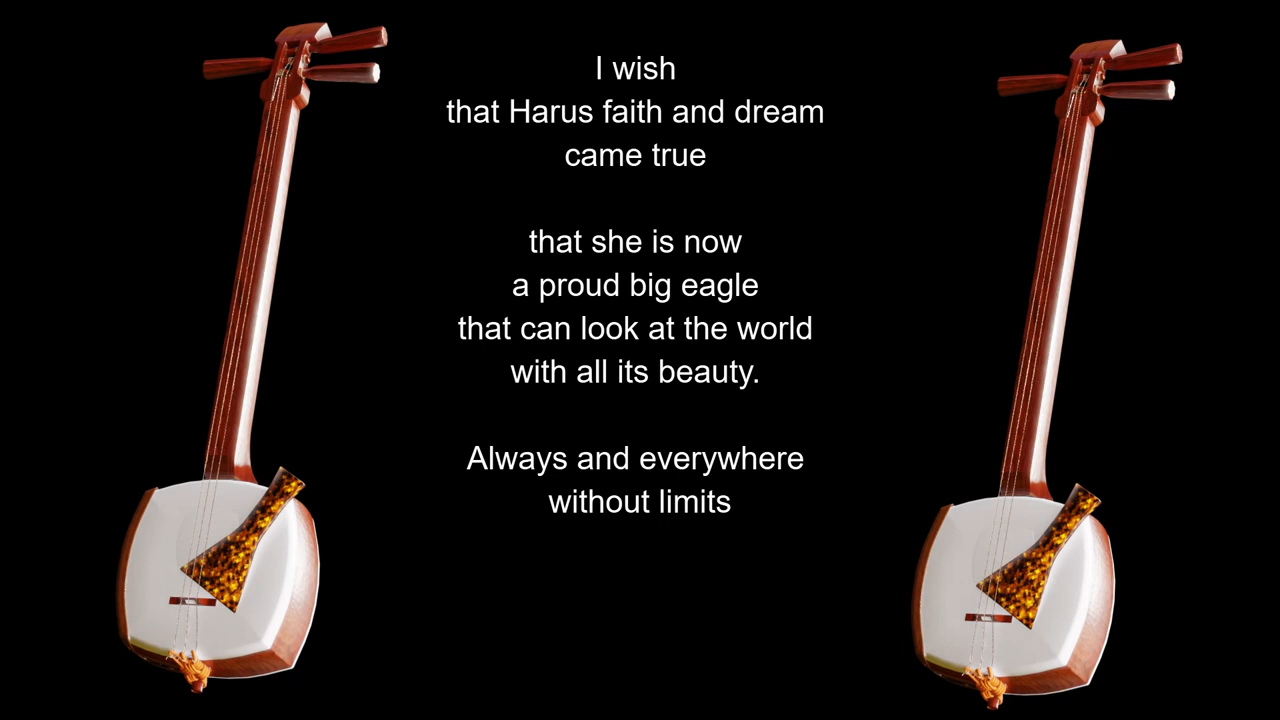 I wish
that Harus faith and dream
came true
that she is now
a proud big eagle
that can look at the world
with all its beauty.
Always and everywhere
without limits